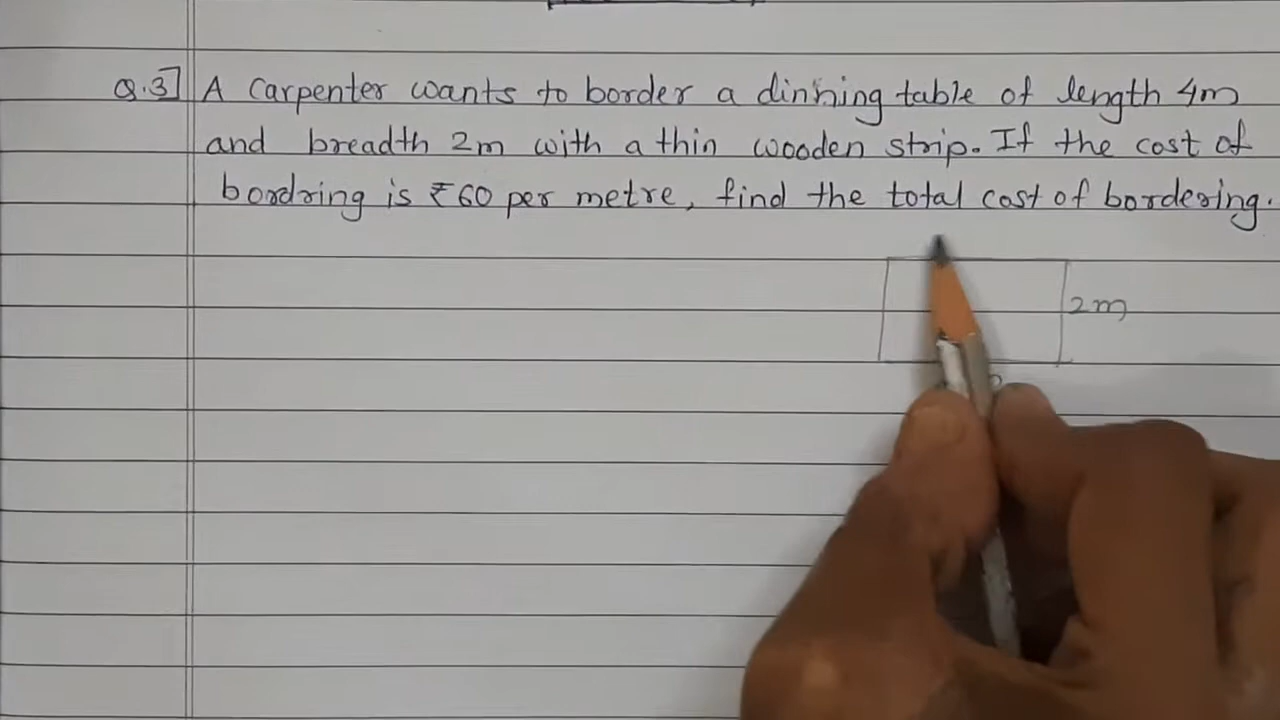 Q.3] A carpenter wants to border a dinning table of length 4m
and breadth 2m with a thin wooden strip. If the cost of
bordring is ₹60 per metre, find the total cost of bordering.
2m